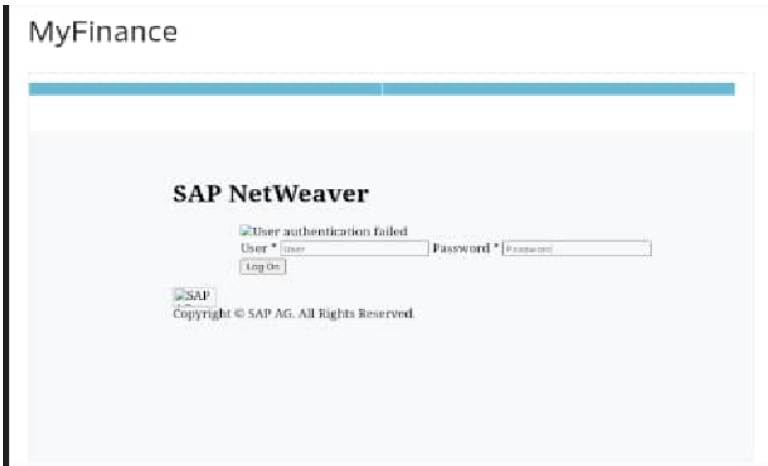 MyFinance
SAP NetWeaver
User authentication failed
User * User Password * Password
Log On
SAP
Copyright © SAP AG. All Rights Reserved.